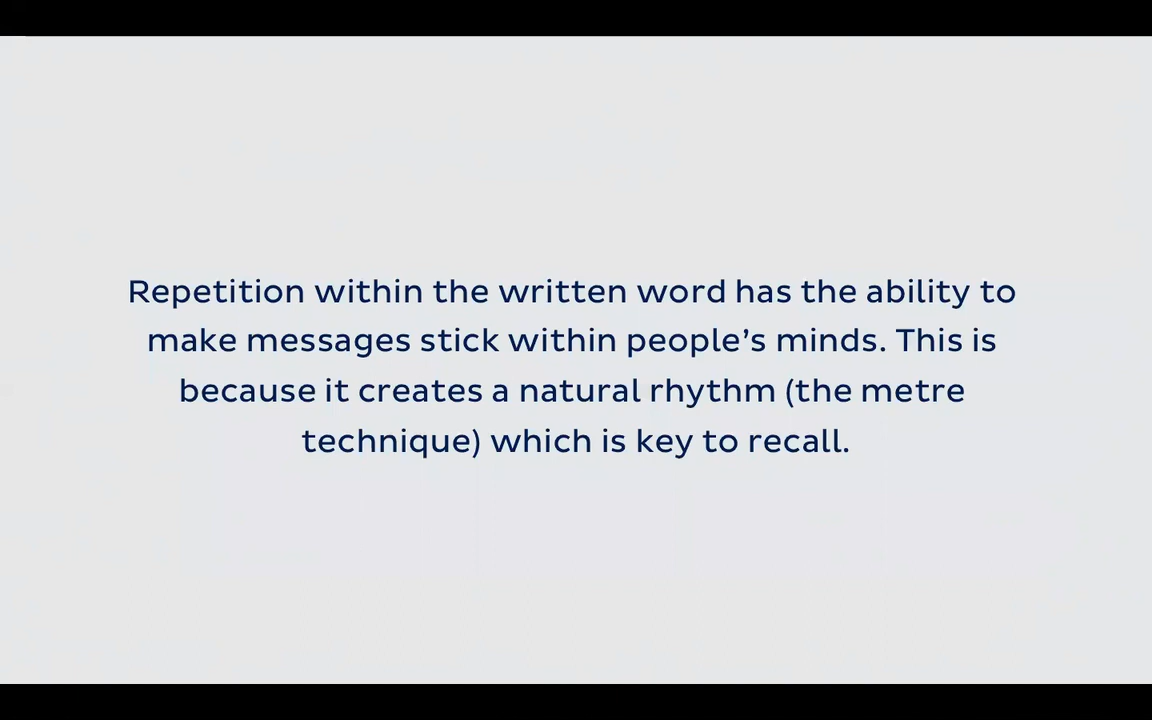 Repetition within the written word has the ability to
make messages stick within people’s minds. This is
because it creates a natural rhythm (the metre
technique) which is key to recall.